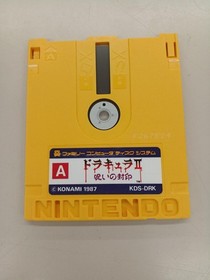 ファミリー コンピュータ ディスク システム
A
ドラキュラII
呪いの封印
© KONAMI 1987
KDS-DRK
NINTENDO